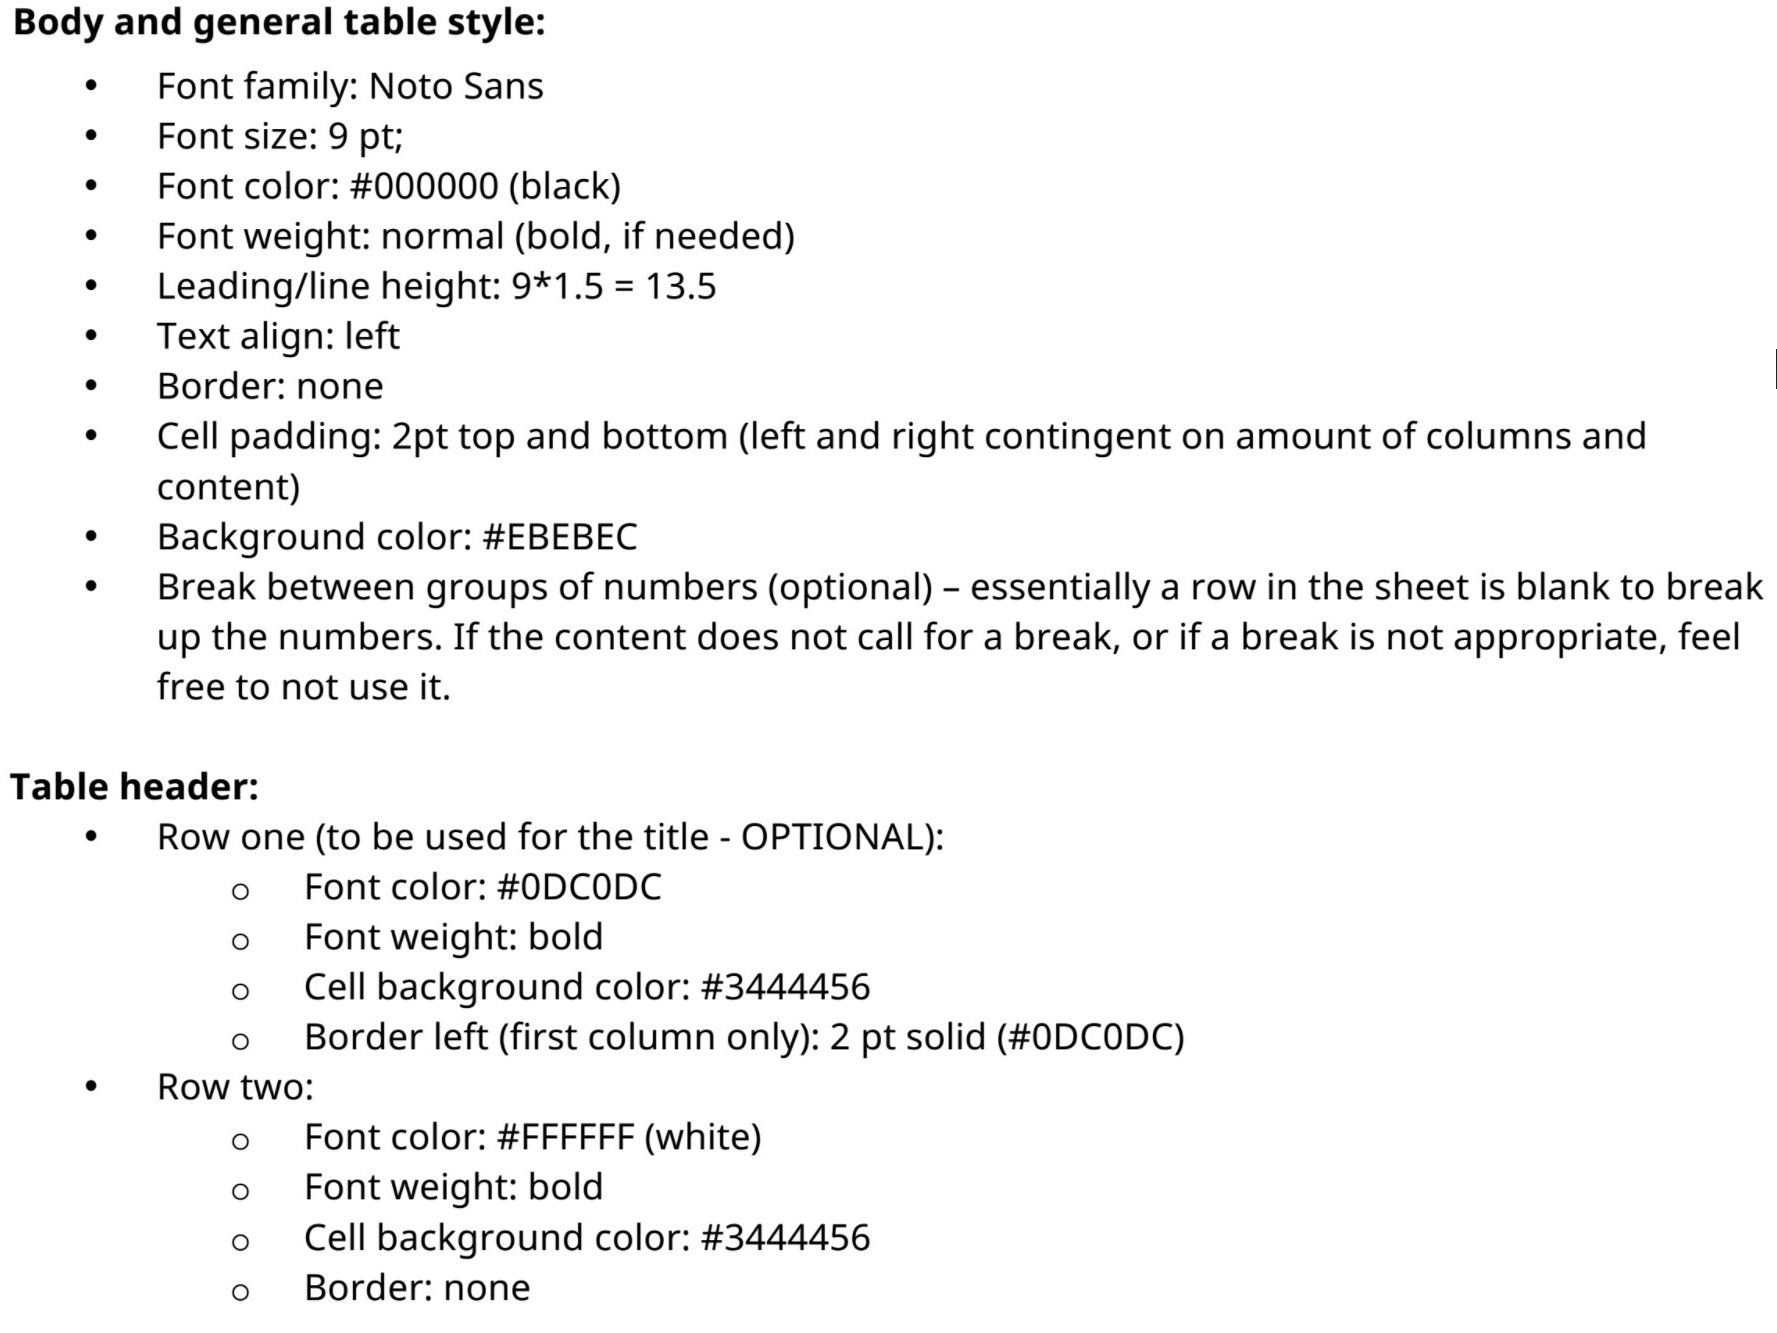 Body and general table style:
• Font family: Noto Sans
• Font size: 9 pt;
• Font color: #000000 (black)
• Font weight: normal (bold, if needed)
• Leading/line height: 9*1.5 = 13.5
• Text align: left
• Border: none
• Cell padding: 2pt top and bottom (left and right contingent on amount of columns and
content)
• Background color: #EBEBEC
• Break between groups of numbers (optional) – essentially a row in the sheet is blank to break
up the numbers. If the content does not call for a break, or if a break is not appropriate, feel
free to not use it.
Table header:
• Row one (to be used for the title - OPTIONAL):
○ Font color: #0DC0DC
○ Font weight: bold
○ Cell background color: #3444456
○ Border left (first column only): 2 pt solid (#0DC0DC)
• Row two:
○ Font color: #FFFFFF (white)
○ Font weight: bold
○ Cell background color: #3444456
○ Border: none